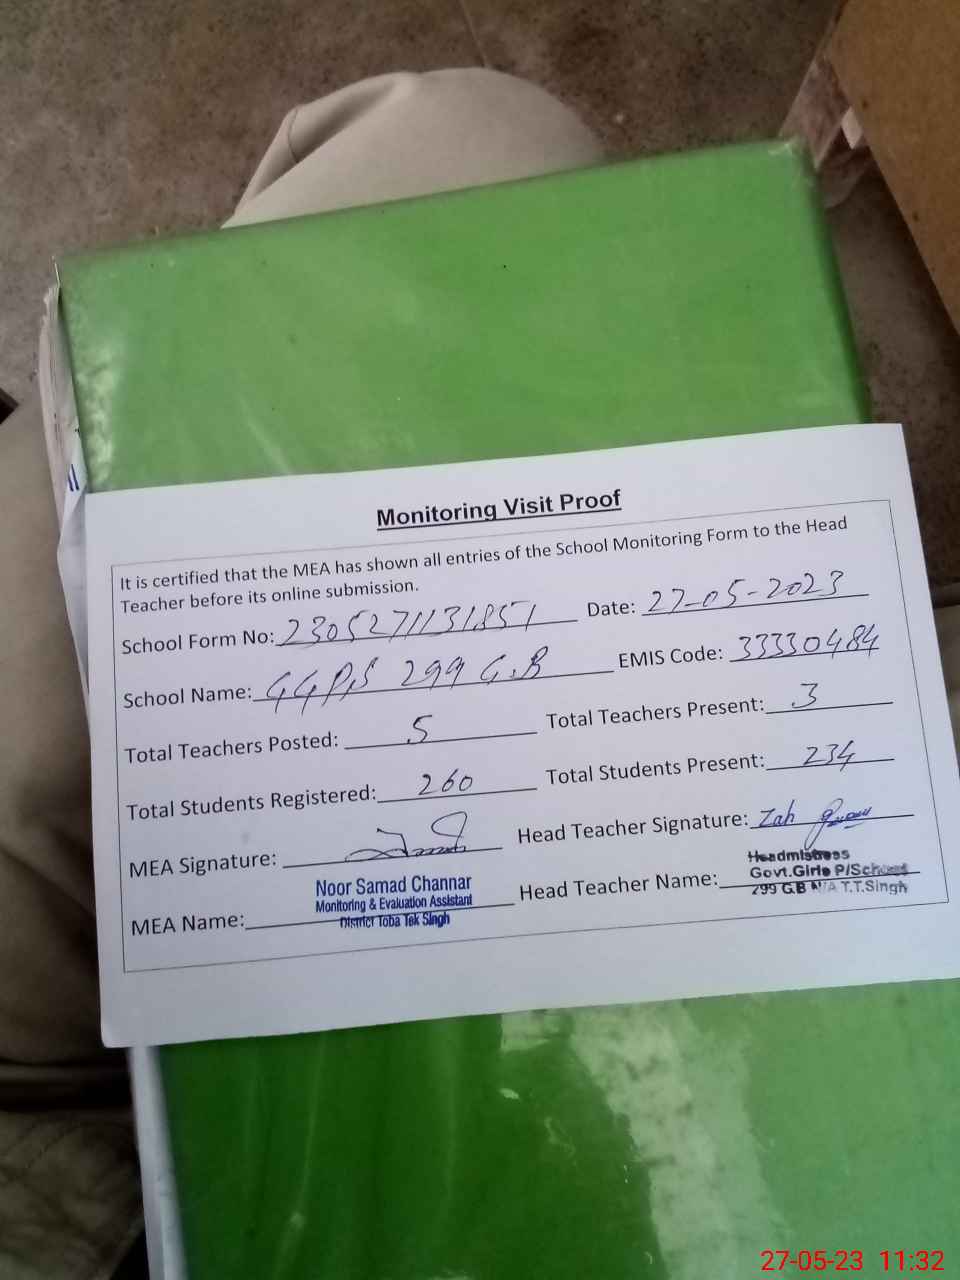 Monitoring Visit Proof
It is certified that the MEA has shown all entries of the School Monitoring Form to the Head
Teacher before its online submission.
School Form No: 2305271131851 Date: 27-05-2023
School Name: GGPS 299 G.B EMIS Code: 33330484
Total Teachers Posted: 5 Total Teachers Present: 3
Total Students Registered: 260 Total Students Present: 234
MEA Signature: Head Teacher Signature: Zah
MEA Name: Noor Samad Channar
Monitoring & Evaluation Assistant
District Toba Tek Singh
Head Teacher Name: Headmistress
Govt.Girls P/School
299 G.B N/A T.T.Singh
27-05-23 11:32